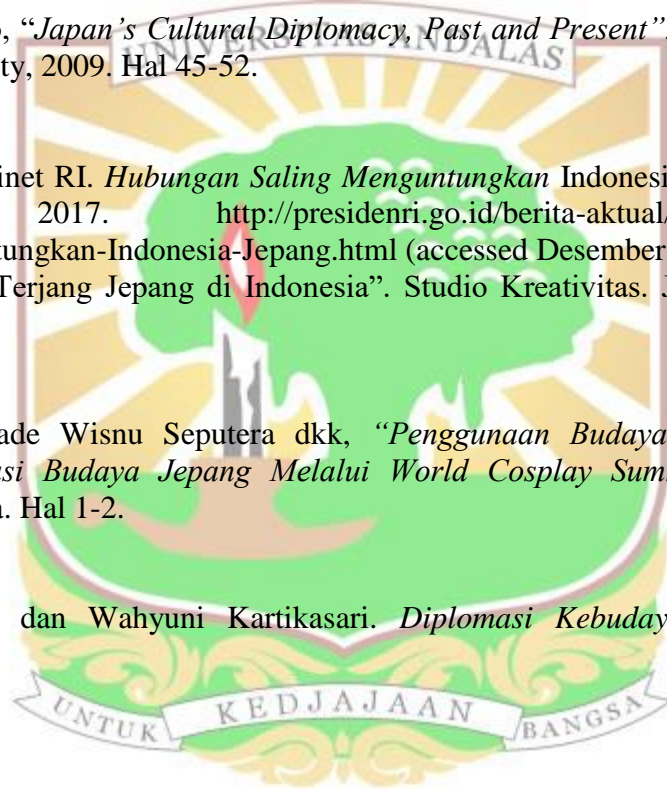 , “Japan’s Cultural Diplomacy, Past and Present”.
UNIVERSITAS ANDALAS
ty, 2009. Hal 45-52.
inet RI. Hubungan Saling Menguntungkan Indonesi
2017. http://presidenri.go.id/berita-aktual/
tungkan-Indonesia-Jepang.html (accessed Desember
Terjang Jepang di Indonesia”. Studio Kreativitas. J
ade Wisnu Seputera dkk, “Penggunaan Budaya
si Budaya Jepang Melalui World Cosplay Sum
a. Hal 1-2.
dan Wahyuni Kartikasari. Diplomasi Kebuday
UNTUK KEDJAJAAN BANGSA